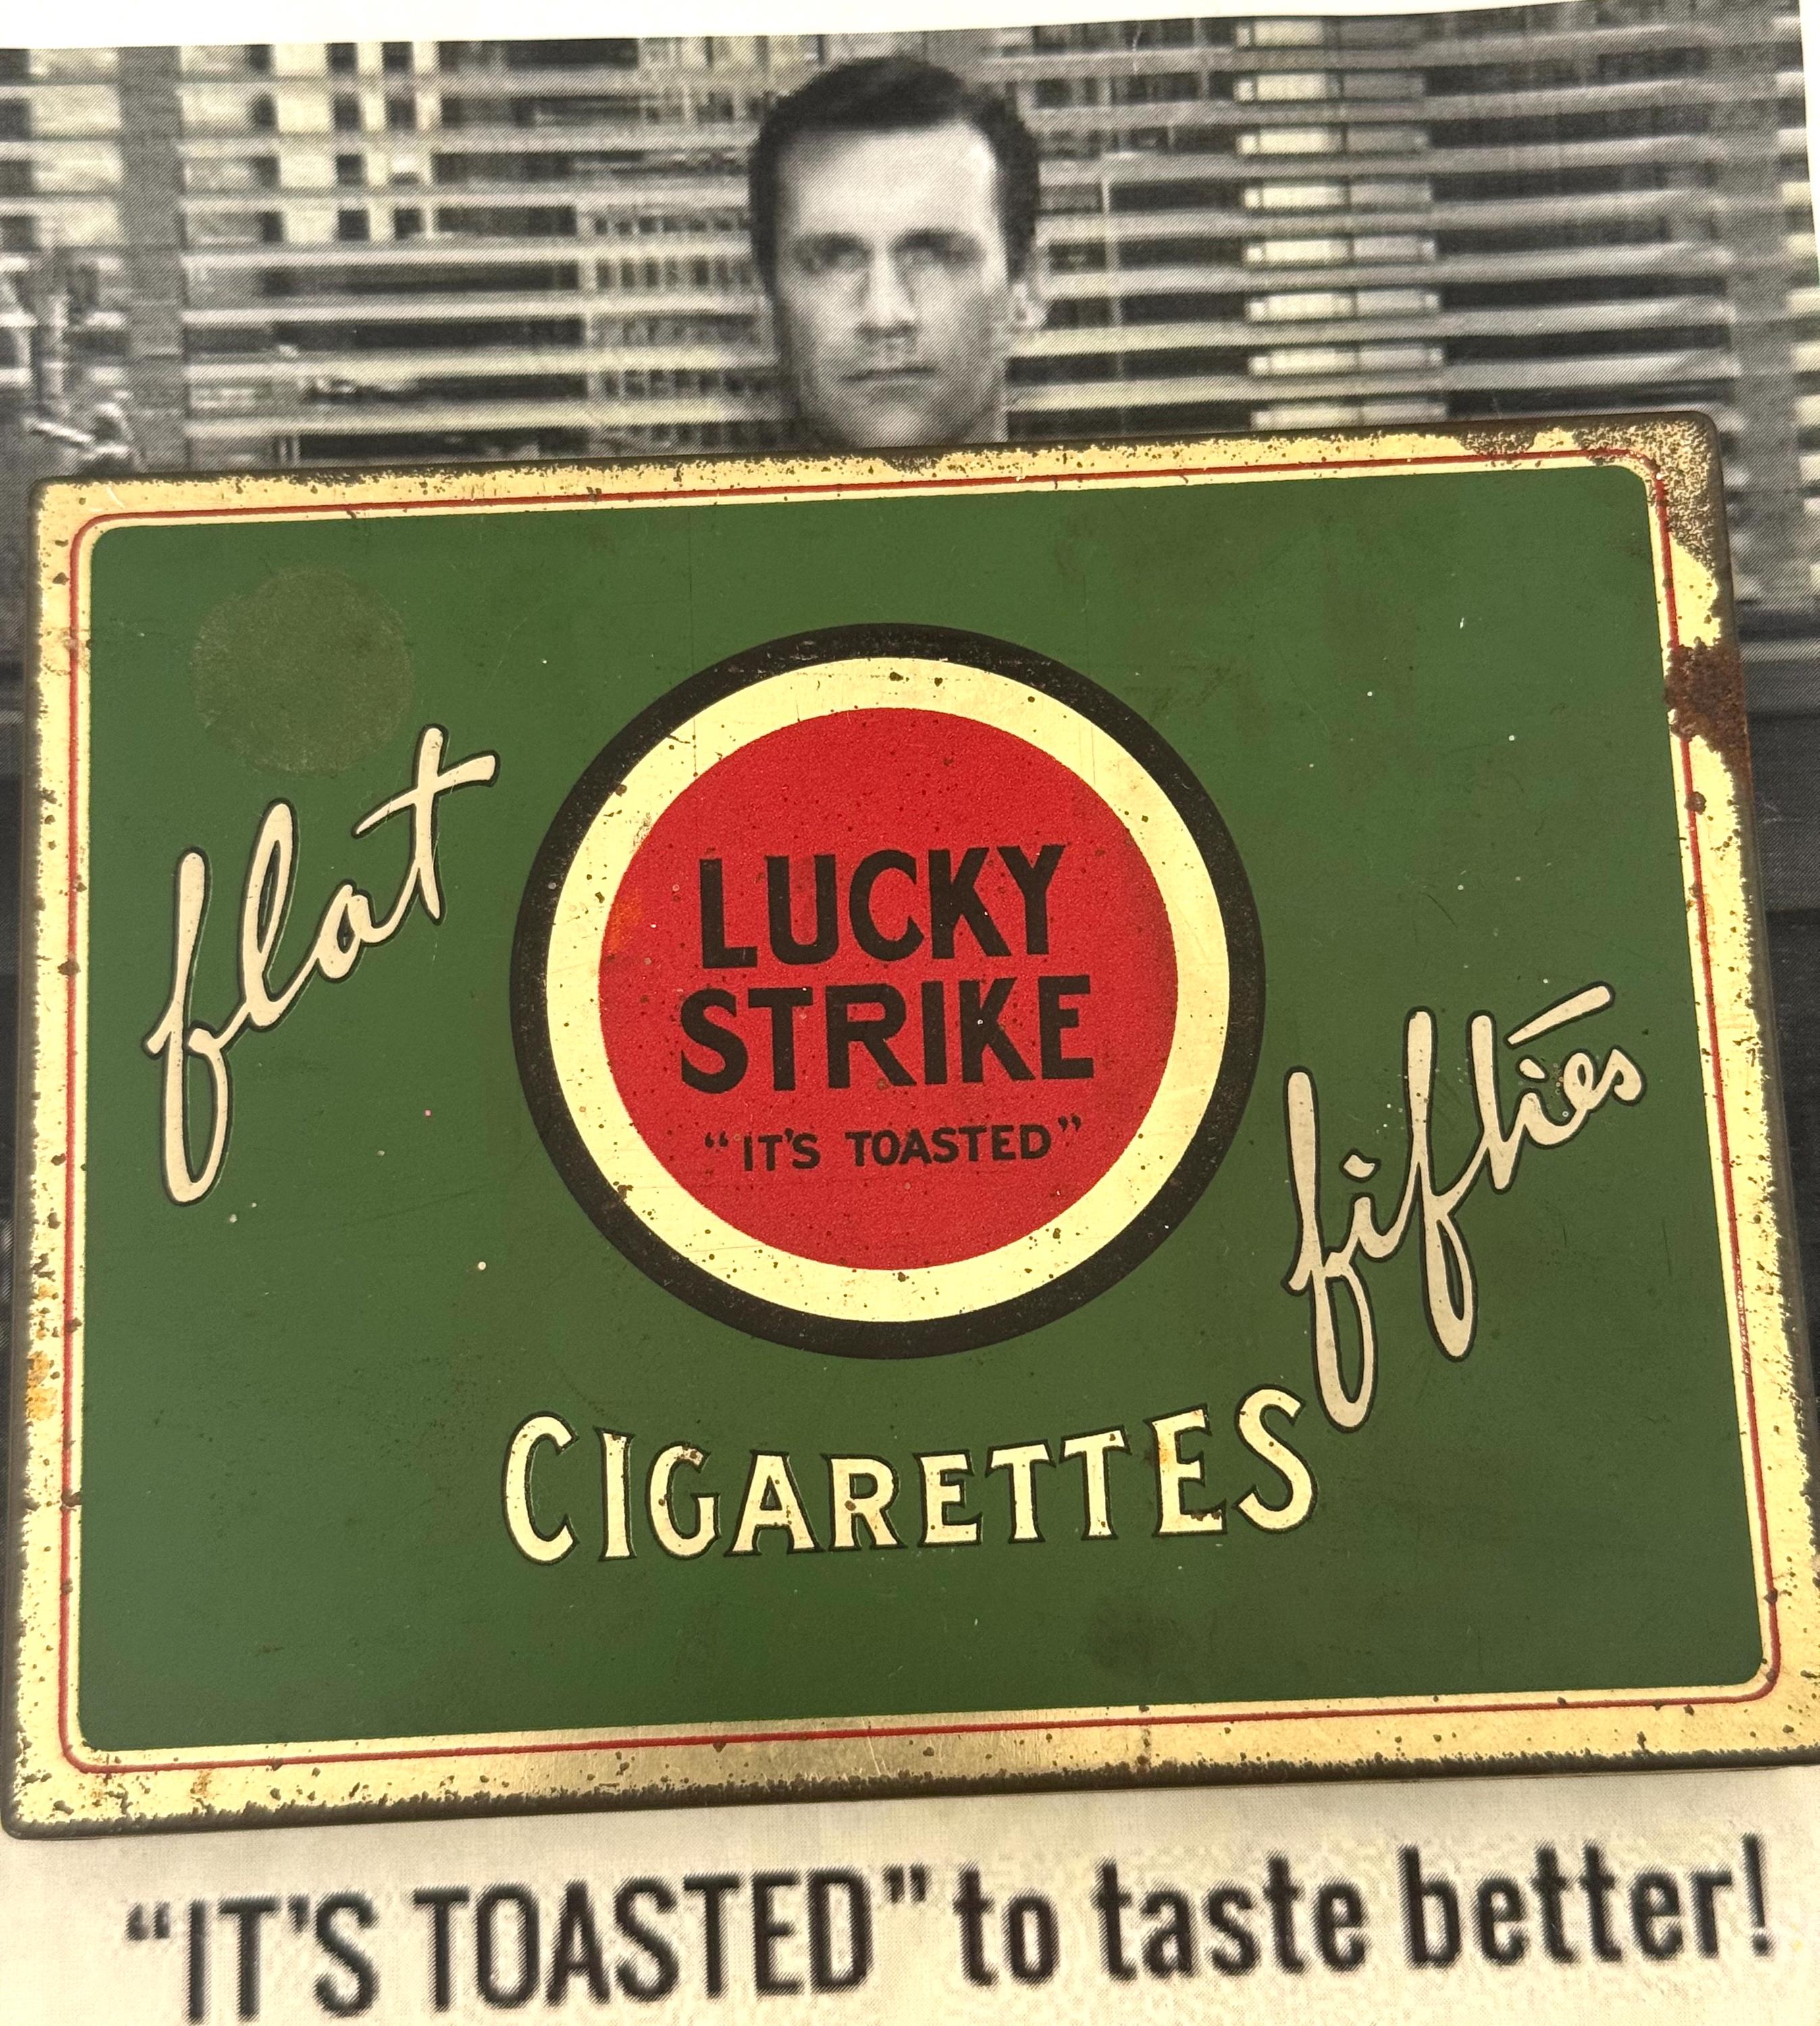 flat
LUCKY
STRIKE
“IT'S TOASTED”
fifties
CIGARETTES
“IT'S TOASTED” to taste better!